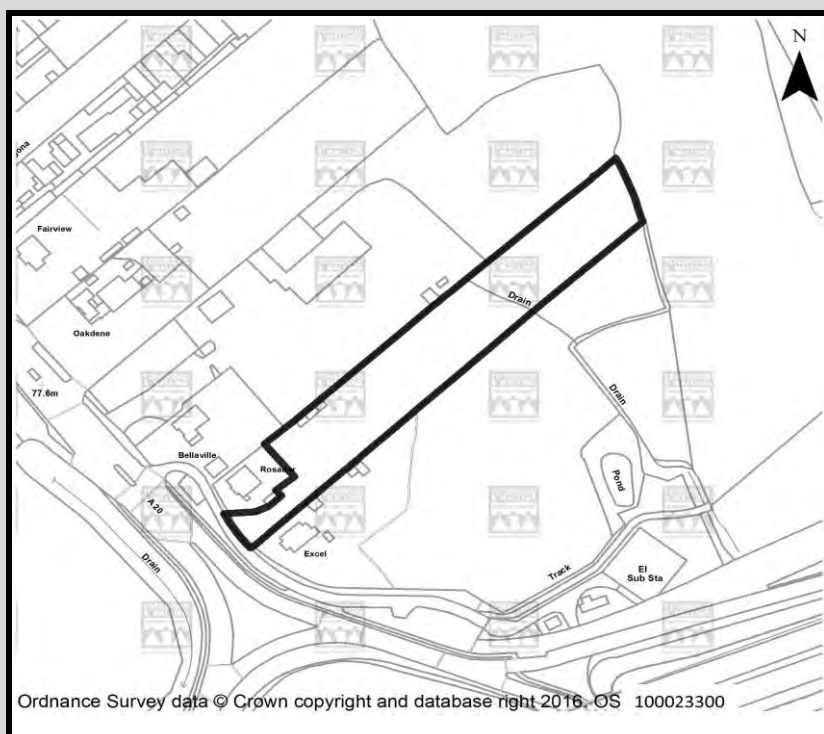 N
Fairview
Oakdene
77.6m
Drain
Drain
Bellaville
A 20
Drain
Pond
Excel
Track
El
Sub Sta
Ordnance Survey data © Crown copyright and database right 2016. OS 100023300